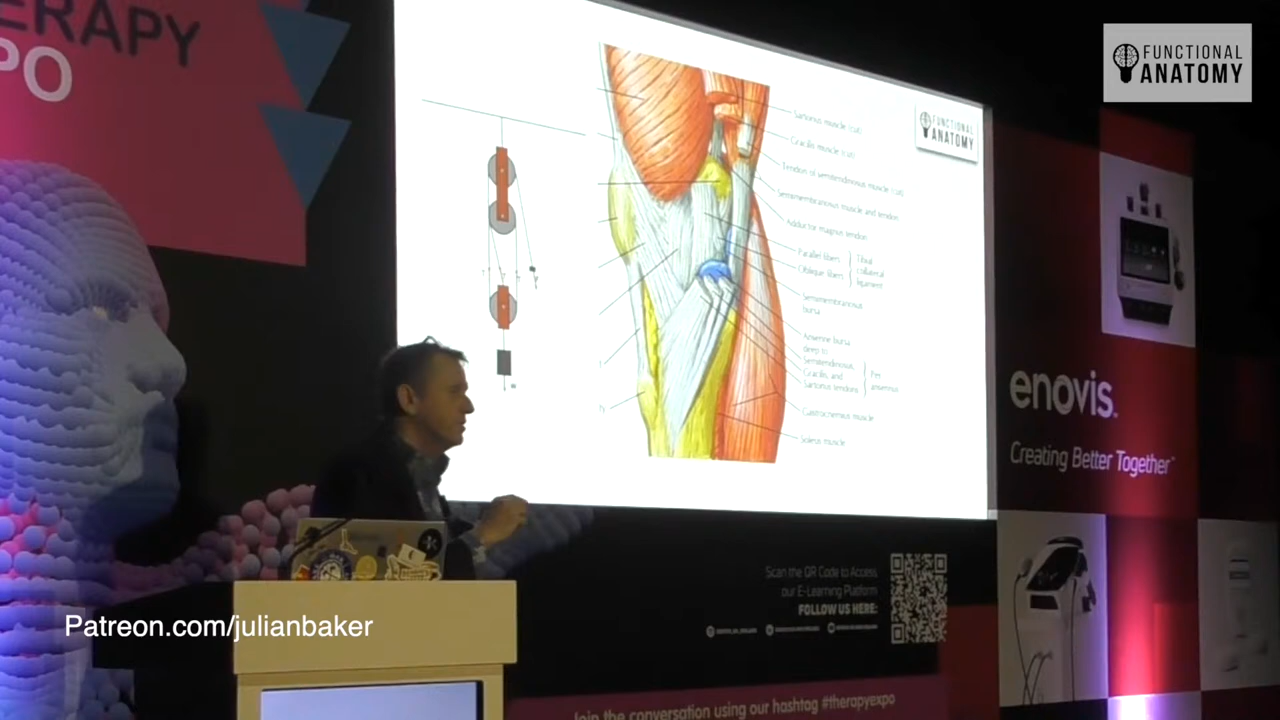 ERAPY
PO
FUNCTIONAL
ANATOMY
FUNCTIONAL
ANATOMY
Sartorius muscle (cut)
Gracilis muscle (cut)
Tendon of semitendinosus muscle (cut)
Semimembranosus muscle and tendon
Adductor magnus tendon
Parallel fibers
Oblique fibers
Tibial
collateral
ligament
Semimembranosus
bursa
Anserine bursa
deep to
Semitendinosus,
Gracilis, and
Sartorius tendons
Pes
anserinus
Gastrocnemius muscle
Soleus muscle
enovis
Creating Better Together™
Scan the QR Code to Access
our E-Learning Platform
FOLLOW US HERE:
Patreon.com/julianbaker
Join the conversation using our hashtag #therapyexpo